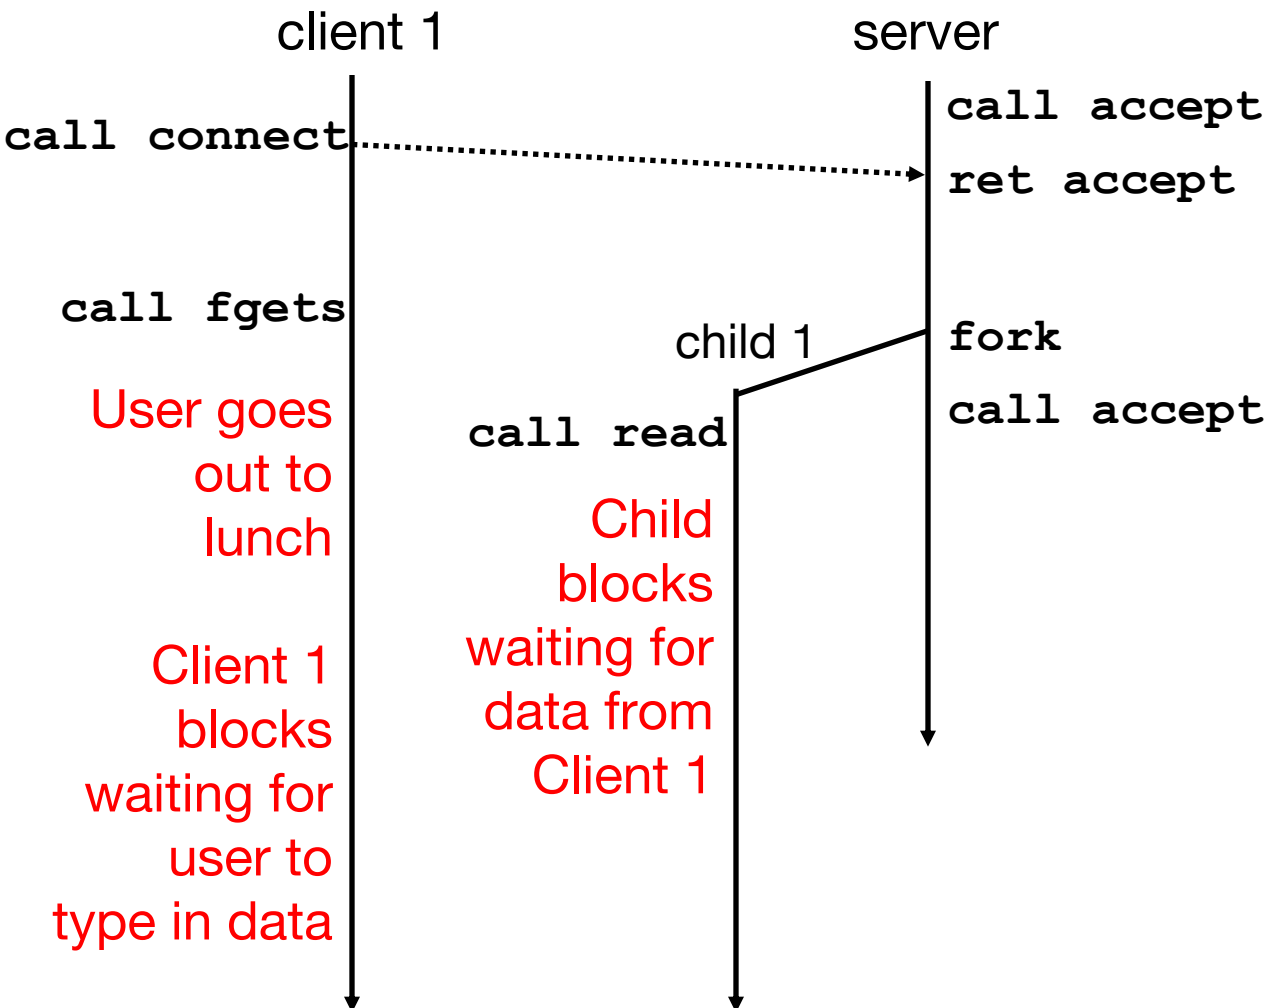 client 1
server
call accept
call connect
ret accept
call fgets
child 1
fork
call accept
call read
User goes
out to
lunch
Child
blocks
waiting for
data from
Client 1
Client 1
blocks
waiting for
user to
type in data